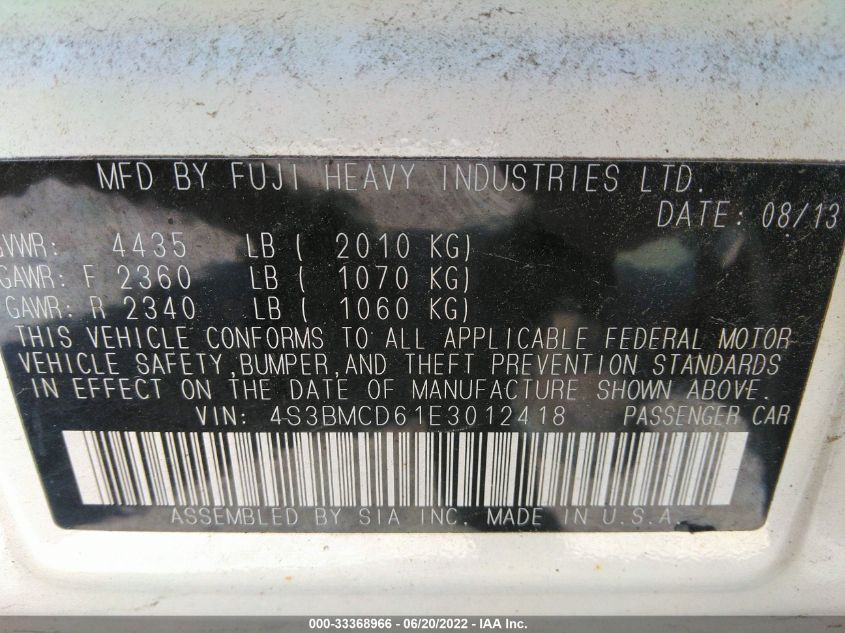 MFD BY FUJI HEAVY INDUSTRIES LTD.
DATE: 08/13
GVWR: 4435 LB ( 2010 KG)
GAWR: F 2360 LB ( 1070 KG)
GAWR: R 2340 LB ( 1060 KG)
THIS VEHICLE CONFORMS TO ALL APPLICABLE FEDERAL MOTOR
VEHICLE SAFETY,BUMPER,AND THEFT PREVENTION STANDARDS
IN EFFECT ON THE DATE OF MANUFACTURE SHOWN ABOVE.
VIN: 4S3BMCD61E3012418 PASSENGER CAR
ASSEMBLED BY SIA INC. MADE IN U.S.A.
000-33368966 - 06/20/2022 - IAA Inc.